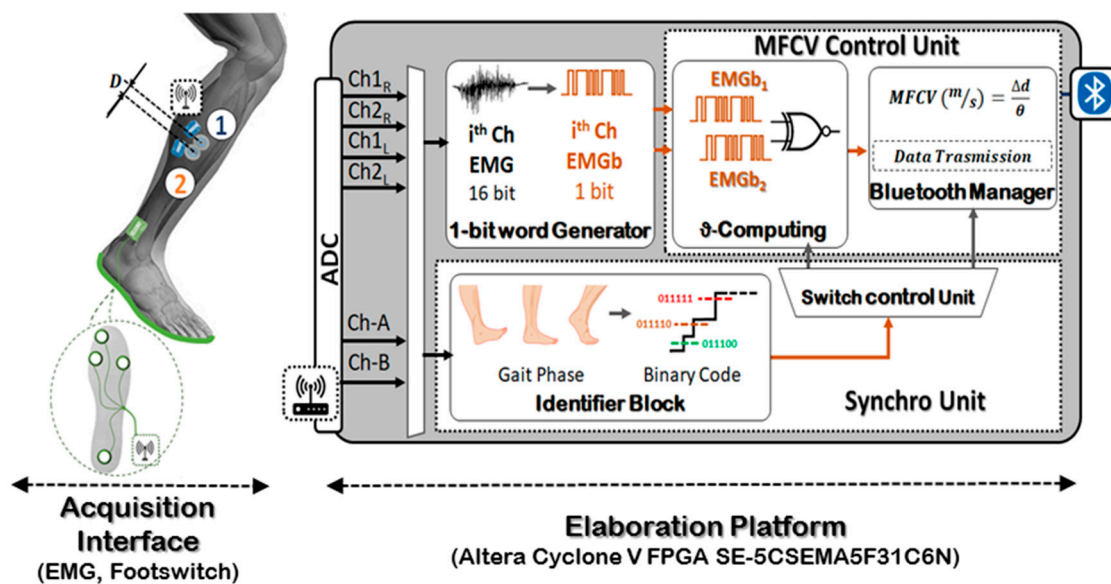 D
1
2
Acquisition
Interface
(EMG, Footswitch)
ADC
Ch1R
Ch2R
Ch1L
Ch2L
Ch-A
Ch-B
ith Ch
EMG
16 bit
ith Ch
EMGb
1 bit
1-bit word Generator
MFCV Control Unit
EMGb1
EMGb2
ϑ-Computing
MFCV (m/s) = Δd/θ
Data Trasmission
Bluetooth Manager
Switch control Unit
011111
011110
011100
Gait Phase
Binary Code
Identifier Block
Synchro Unit
Elaboration Platform
(Altera Cyclone V FPGA SE-5CSEMA5F31C6N)